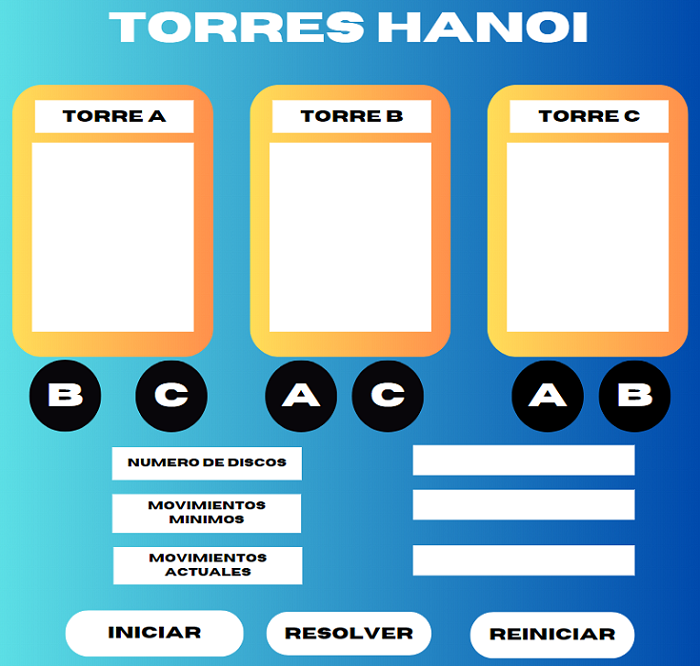 TORRES HANOI
TORRE A
TORRE B
TORRE C
B
C
A
C
A
B
NUMERO DE DISCOS
MOVIMIENTOS
MINIMOS
MOVIMIENTOS
ACTUALES
INICIAR
RESOLVER
REINICIAR